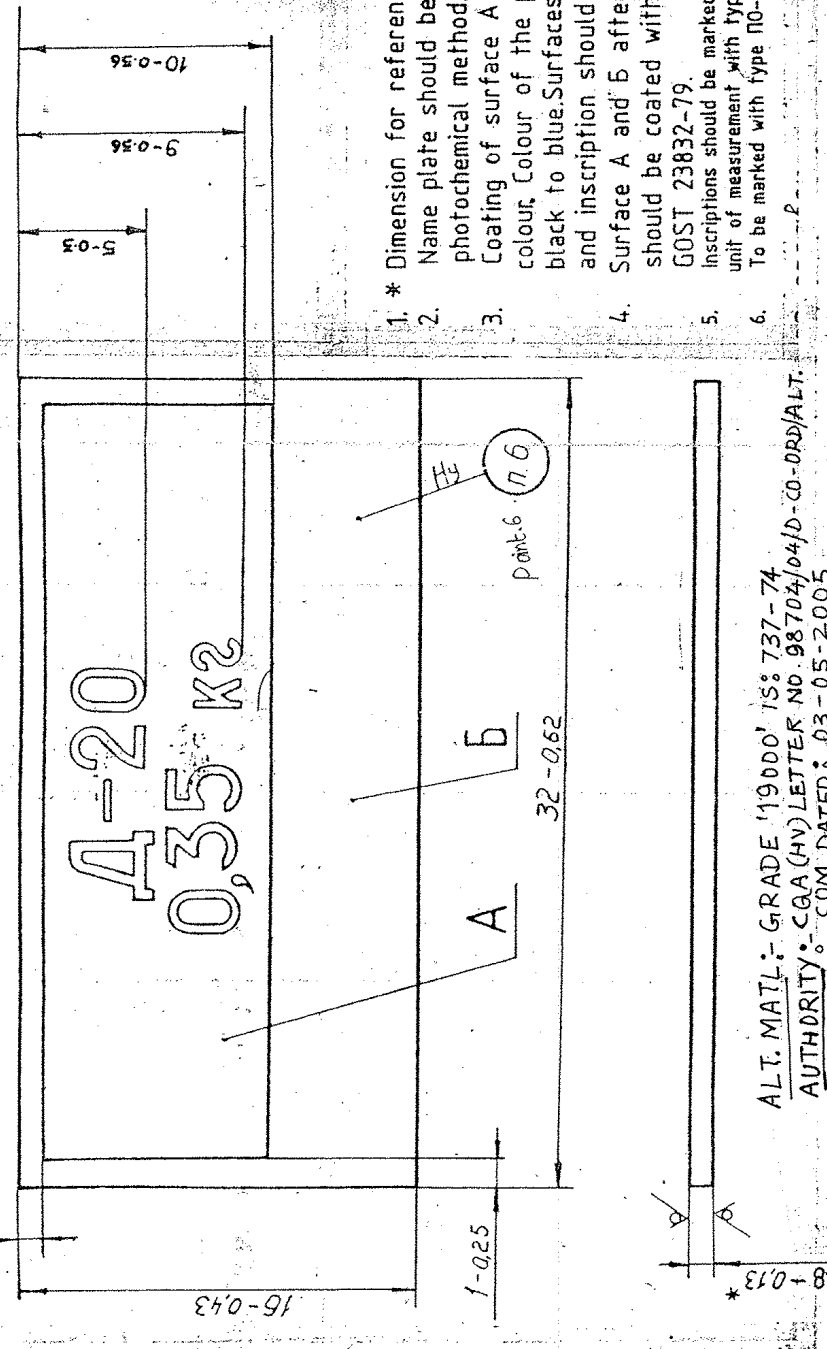 10-0.36
9-0.36
5-0.3
Д-20
0,35 кг
А
Б
Ну
point.6 п.6
32-0,62
1-0,25
16-0,43
*
8-0,13
1. * Dimension for referen
2. Name plate should be
photochemical method.
3. Coating of surface A
colour. Colour of the
black to blue. Surfaces
and inscription should
4. Surface A and Б afte
should be coated with
GOST 23832-79.
5. Inscriptions should be marked
unit of measurement with typ
6. To be marked with type ПО-
ALT. MATL:- GRADE '19000' IS: 737-74
AUTHORITY:- CQA(HV) LETTER NO. 98704/04/D-CO-ORD/ALT.
COM DATED: 03-05-2005